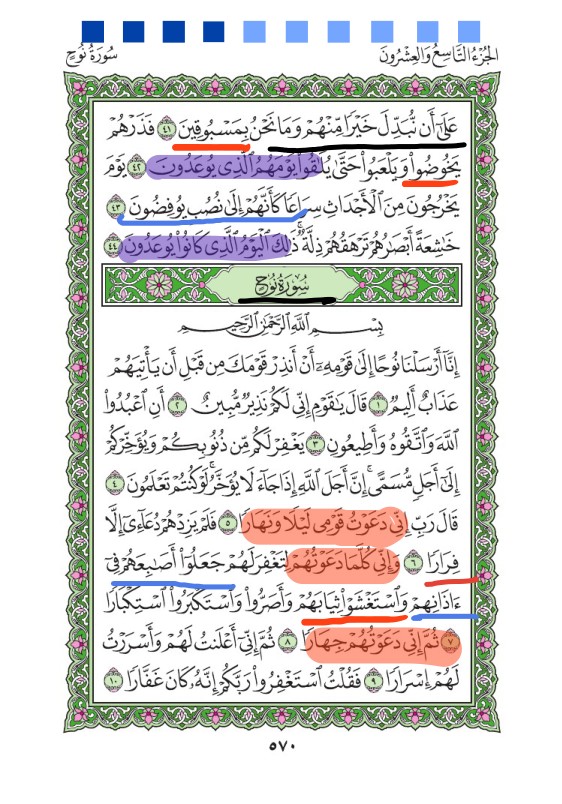 الجُزْءُ التَّاسِعُ وَالعِشْرُونَ سُورَةُ نُوحٍ
عَلَىٰٓ أَن نُّبَدِّلَ خَيْرًا مِّنْهُمْ وَمَا نَحْنُ بِمَسْبُوقِينَ ٤١ فَذَرْهُمْ
يَخُوضُوا۟ وَيَلْعَبُوا۟ حَتَّىٰ يُلَٰقُوا۟ يَوْمَهُمُ ٱلَّذِى يُوعَدُونَ ٤٢ يَوْمَ
يَخْرُجُونَ مِنَ ٱلْأَجْدَاثِ سِرَاعًا كَأَنَّهُمْ إِلَىٰ نُصُبٍ يُوفِضُونَ ٤٣
خَٰشِعَةً أَبْصَٰرُهُمْ تَرْهَقُهُمْ ذِلَّةٌ ۚ ذَٰلِكَ ٱلْيَوْمُ ٱلَّذِى كَانُوا۟ يُوعَدُونَ ٤٤
سُورَةُ نُوحٍ
بِسْمِ ٱللَّهِ ٱلرَّحْمَٰنِ ٱلرَّحِيمِ
إِنَّآ أَرْسَلْنَا نُوحًا إِلَىٰ قَوْمِهِۦٓ أَنْ أَنذِرْ قَوْمَكَ مِن قَبْلِ أَن يَأْتِيَهُمْ
عَذَابٌ أَلِيمٌ ١ قَالَ يَٰقَوْمِ إِنِّى لَكُمْ نَذِيرٌ مُّبِينٌ ٢ أَنِ ٱعْبُدُوا۟
ٱللَّهَ وَٱتَّقُوهُ وَأَطِيعُونِ ٣ يَغْفِرْ لَكُم مِّن ذُنُوبِكُمْ وَيُؤَخِّرْكُمْ
إِلَىٰٓ أَجَلٍ مُّسَمًّى ۚ إِنَّ أَجَلَ ٱللَّهِ إِذَا جَآءَ لَا يُؤَخَّرُ ۖ لَوْ كُنتُمْ تَعْلَمُونَ ٤
قَالَ رَبِّ إِنِّى دَعَوْتُ قَوْمِى لَيْلًا وَنَهَارًا ٥ فَلَمْ يَزِدْهُمْ دُعَآءِىٓ إِلَّا
فِرَارًا ٦ وَإِنِّى كُلَّمَا دَعَوْتُهُمْ لِتَغْفِرَ لَهُمْ جَعَلُوٓا۟ أَصَٰبِعَهُمْ فِىٓ
ءَاذَانِهِمْ وَٱسْتَغْشَوْا۟ ثِيَابَهُمْ وَأَصَرُّوا۟ وَٱسْتَكْبَرُوا۟ ٱسْتِكْبَارًا
٧ ثُمَّ إِنِّى دَعَوْتُهُمْ جِهَارًا ٨ ثُمَّ إِنِّىٓ أَعْلَنتُ لَهُمْ وَأَسْرَرْتُ
لَهُمْ إِسْرَارًا ٩ فَقُلْتُ ٱسْتَغْفِرُوا۟ رَبَّكُمْ إِنَّهُۥ كَانَ غَفَّارًا ١٠
٥٧٠